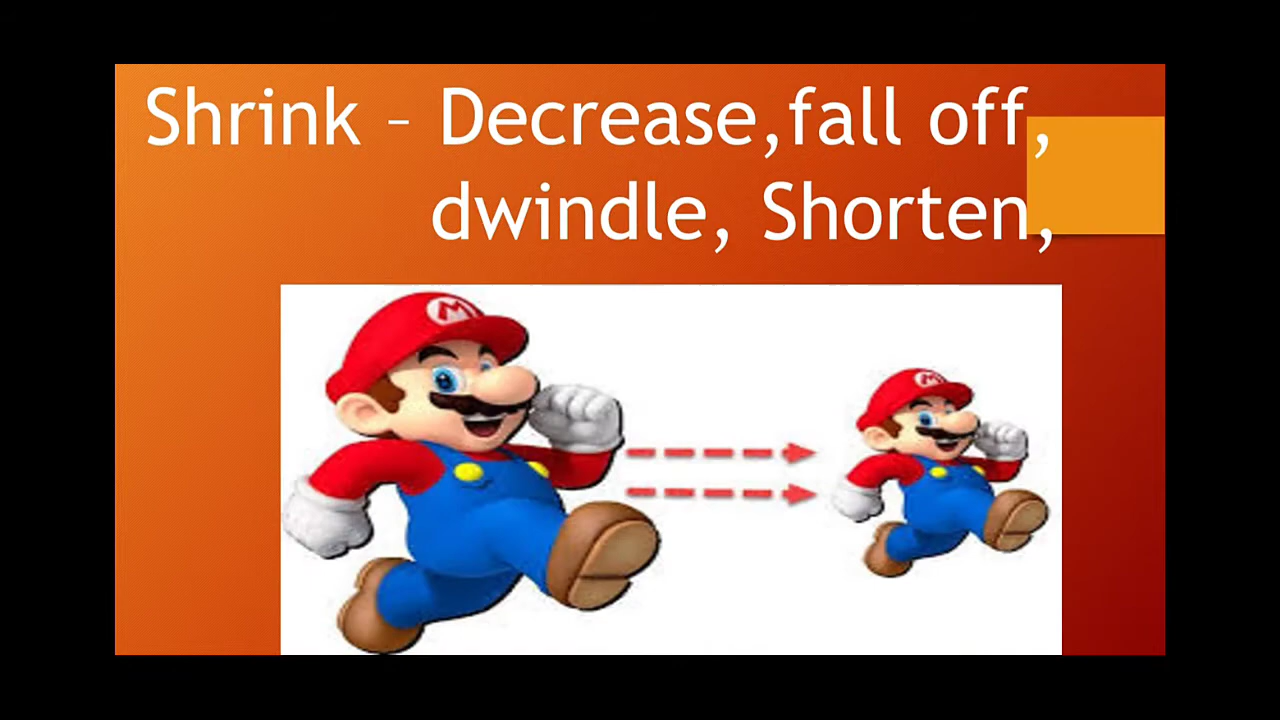 Shrink – Decrease,fall off,
dwindle, Shorten,
M
M